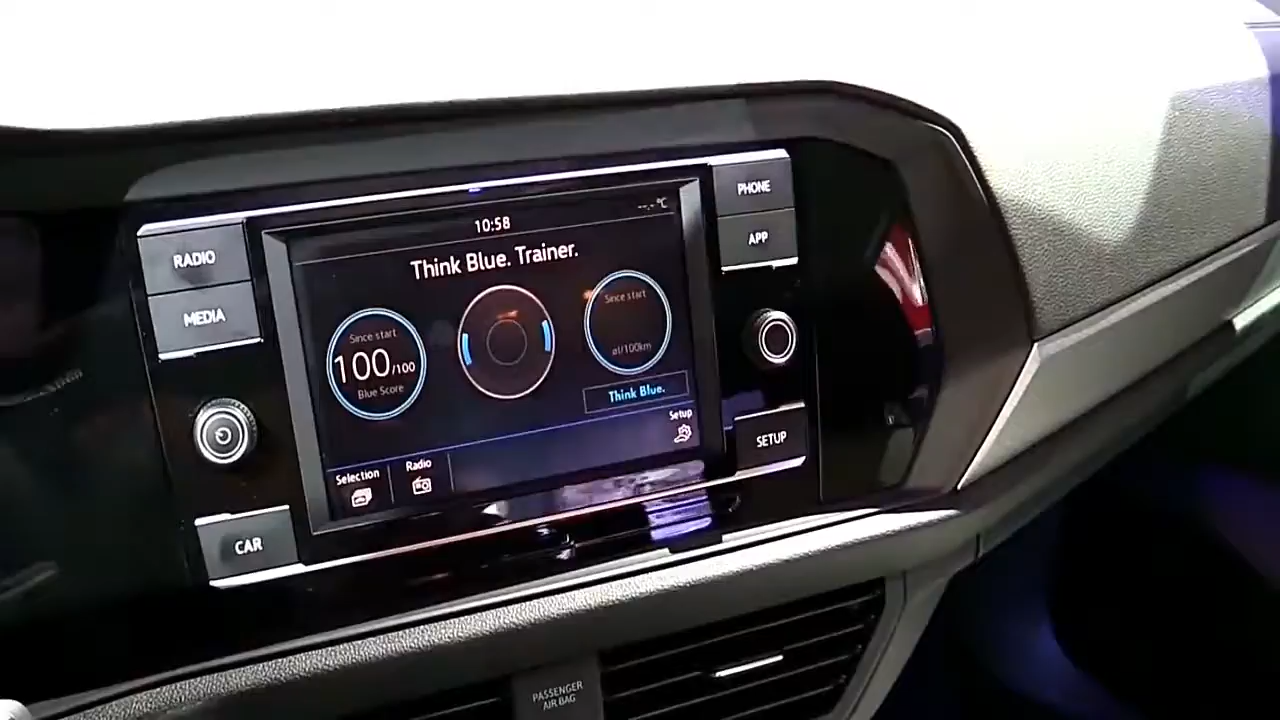 RADIO
MEDIA
CAR
PHONE
APP
SETUP
10:58
--,- °C
Think Blue. Trainer.
Since start
100/100
Blue Score
Since start
øl/100km
Think Blue.
Setup
Selection
Radio
PASSENGER
AIR BAG